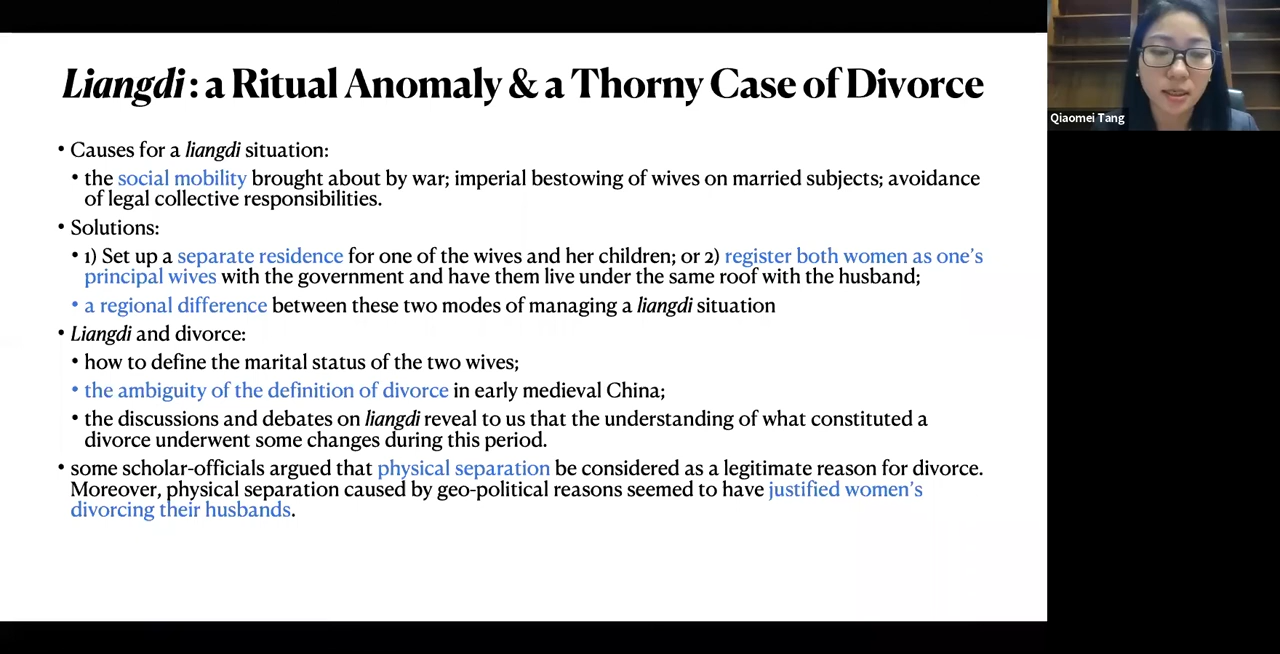 Liangdi : a Ritual Anomaly & a Thorny Case of Divorce
• Causes for a liangdi situation:
• the social mobility brought about by war; imperial bestowing of wives on married subjects; avoidance
of legal collective responsibilities.
• Solutions:
• 1) Set up a separate residence for one of the wives and her children; or 2) register both women as one's
principal wives with the government and have them live under the same roof with the husband;
• a regional difference between these two modes of managing a liangdi situation
• Liangdi and divorce:
• how to define the marital status of the two wives;
• the ambiguity of the definition of divorce in early medieval China;
• the discussions and debates on liangdi reveal to us that the understanding of what constituted a
divorce underwent some changes during this period.
• some scholar-officials argued that physical separation be considered as a legitimate reason for divorce.
Moreover, physical separation caused by geo-political reasons seemed to have justified women's
divorcing their husbands.
Qiaomei Tang